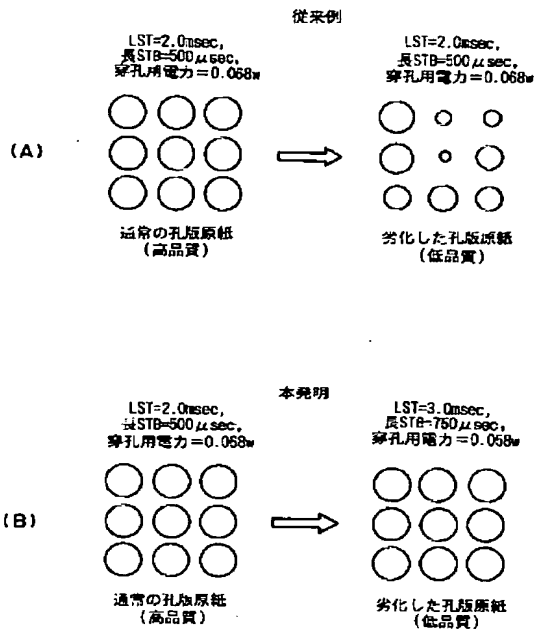 従来例
LST=2.0msec,
長STB=500μsec,
穿孔用電力=0.068w
LST=2.0msec,
長STB=500μsec,
穿孔用電力=0.068w
(A)
通常の孔版原紙
(高品質)
劣化した孔版原紙
(低品質)
本発明
LST=2.0msec,
長STB=500μsec,
穿孔用電力=0.068w
LST=3.0msec,
長STB=750μsec,
穿孔用電力=0.058w
(B)
通常の孔版原紙
(高品質)
劣化した孔版原紙
(低品質)